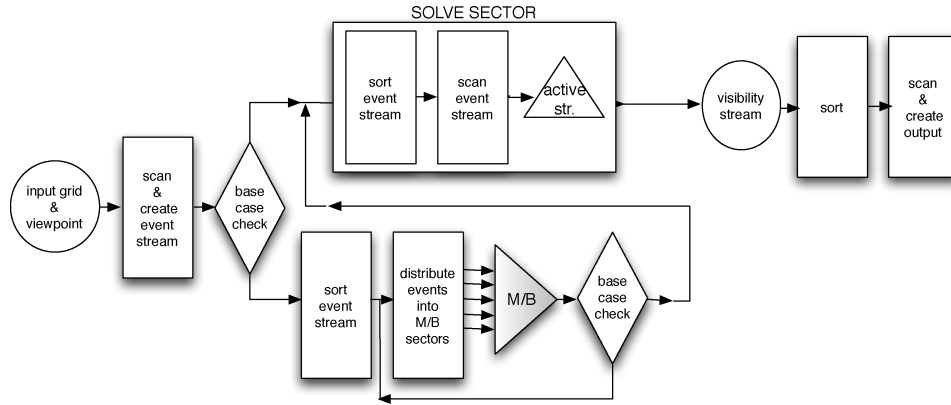 SOLVE SECTOR
sort
event
stream
scan
event
stream
active
str.
visibility
stream
sort
scan
&
create
output
input grid
&
viewpoint
scan
&
create
event
stream
base
case
check
sort
event
stream
distribute
events
into
M/B
sectors
M/B
base
case
check